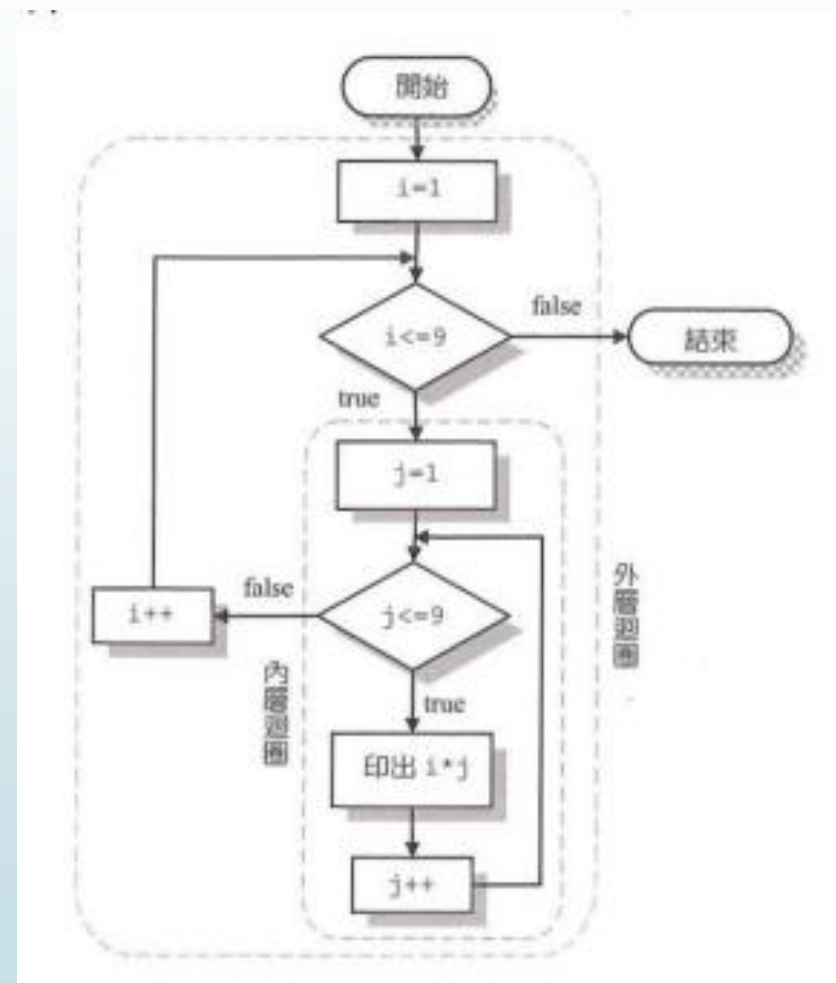 開始
i=1
i<=9
false
結束
true
j=1
j<=9
false
i++
true
印出 i*j
j++
內層迴圈
外層迴圈